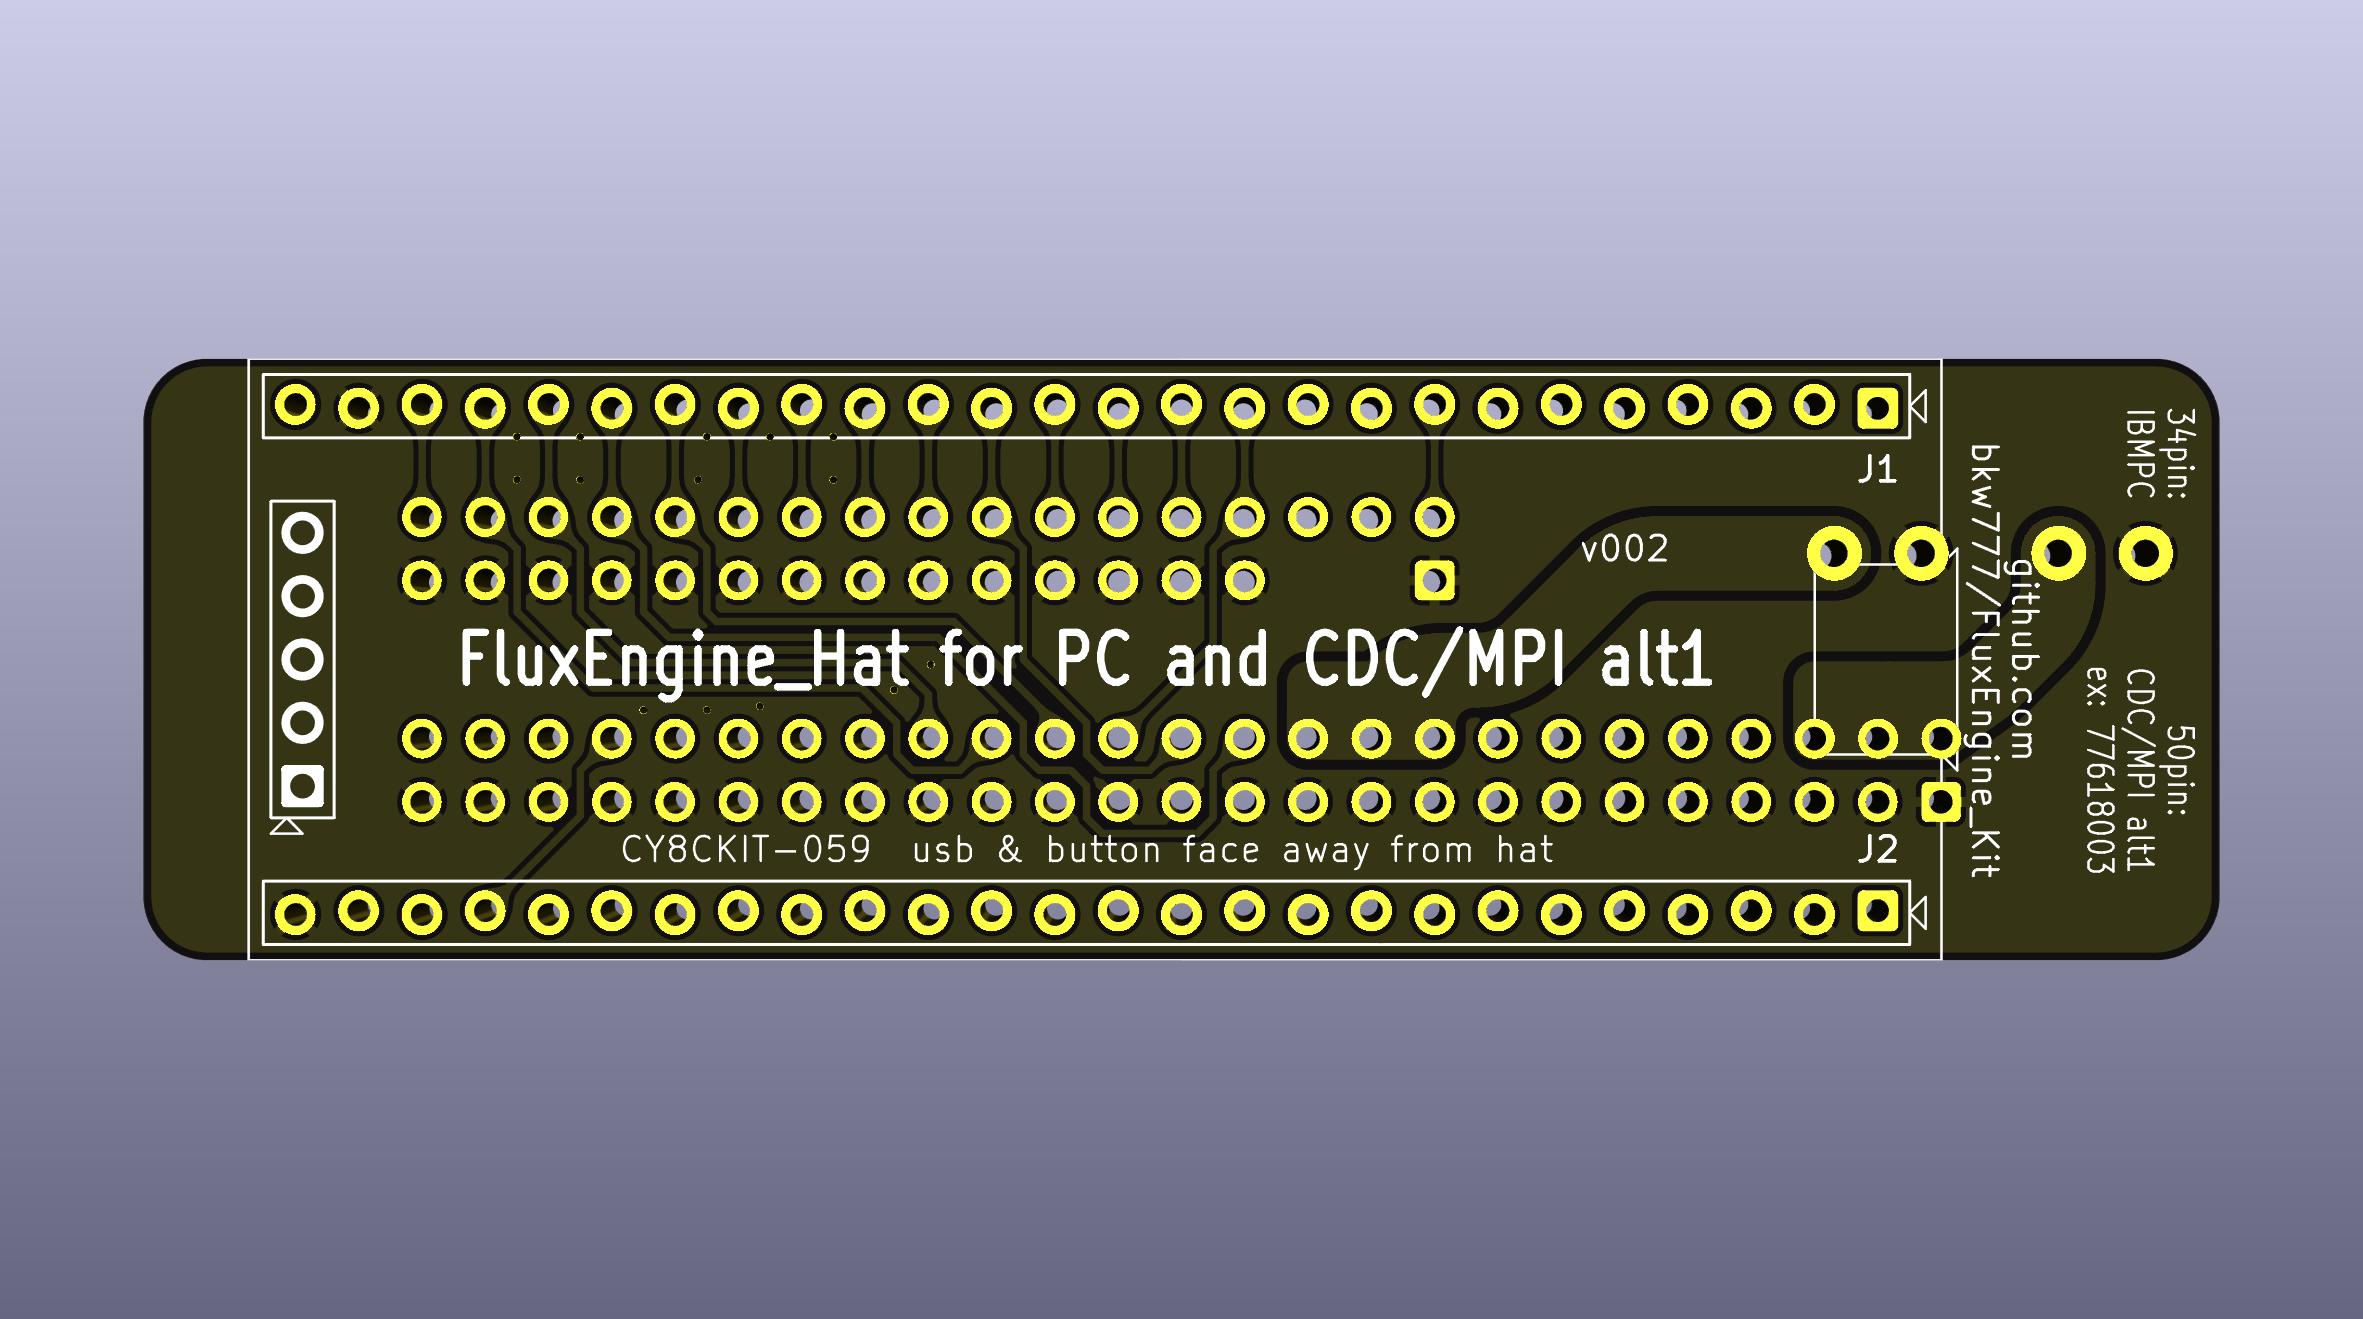 J1
v002
FluxEngine_Hat for PC and CDC/MPI alt1
CY8CKIT-059  usb & button face away from hat
J2
github.com
bkw777/FluxEngine_Kit
34pin:
IBMPC
50pin:
CDC/MPI alt1
ex: 77618003